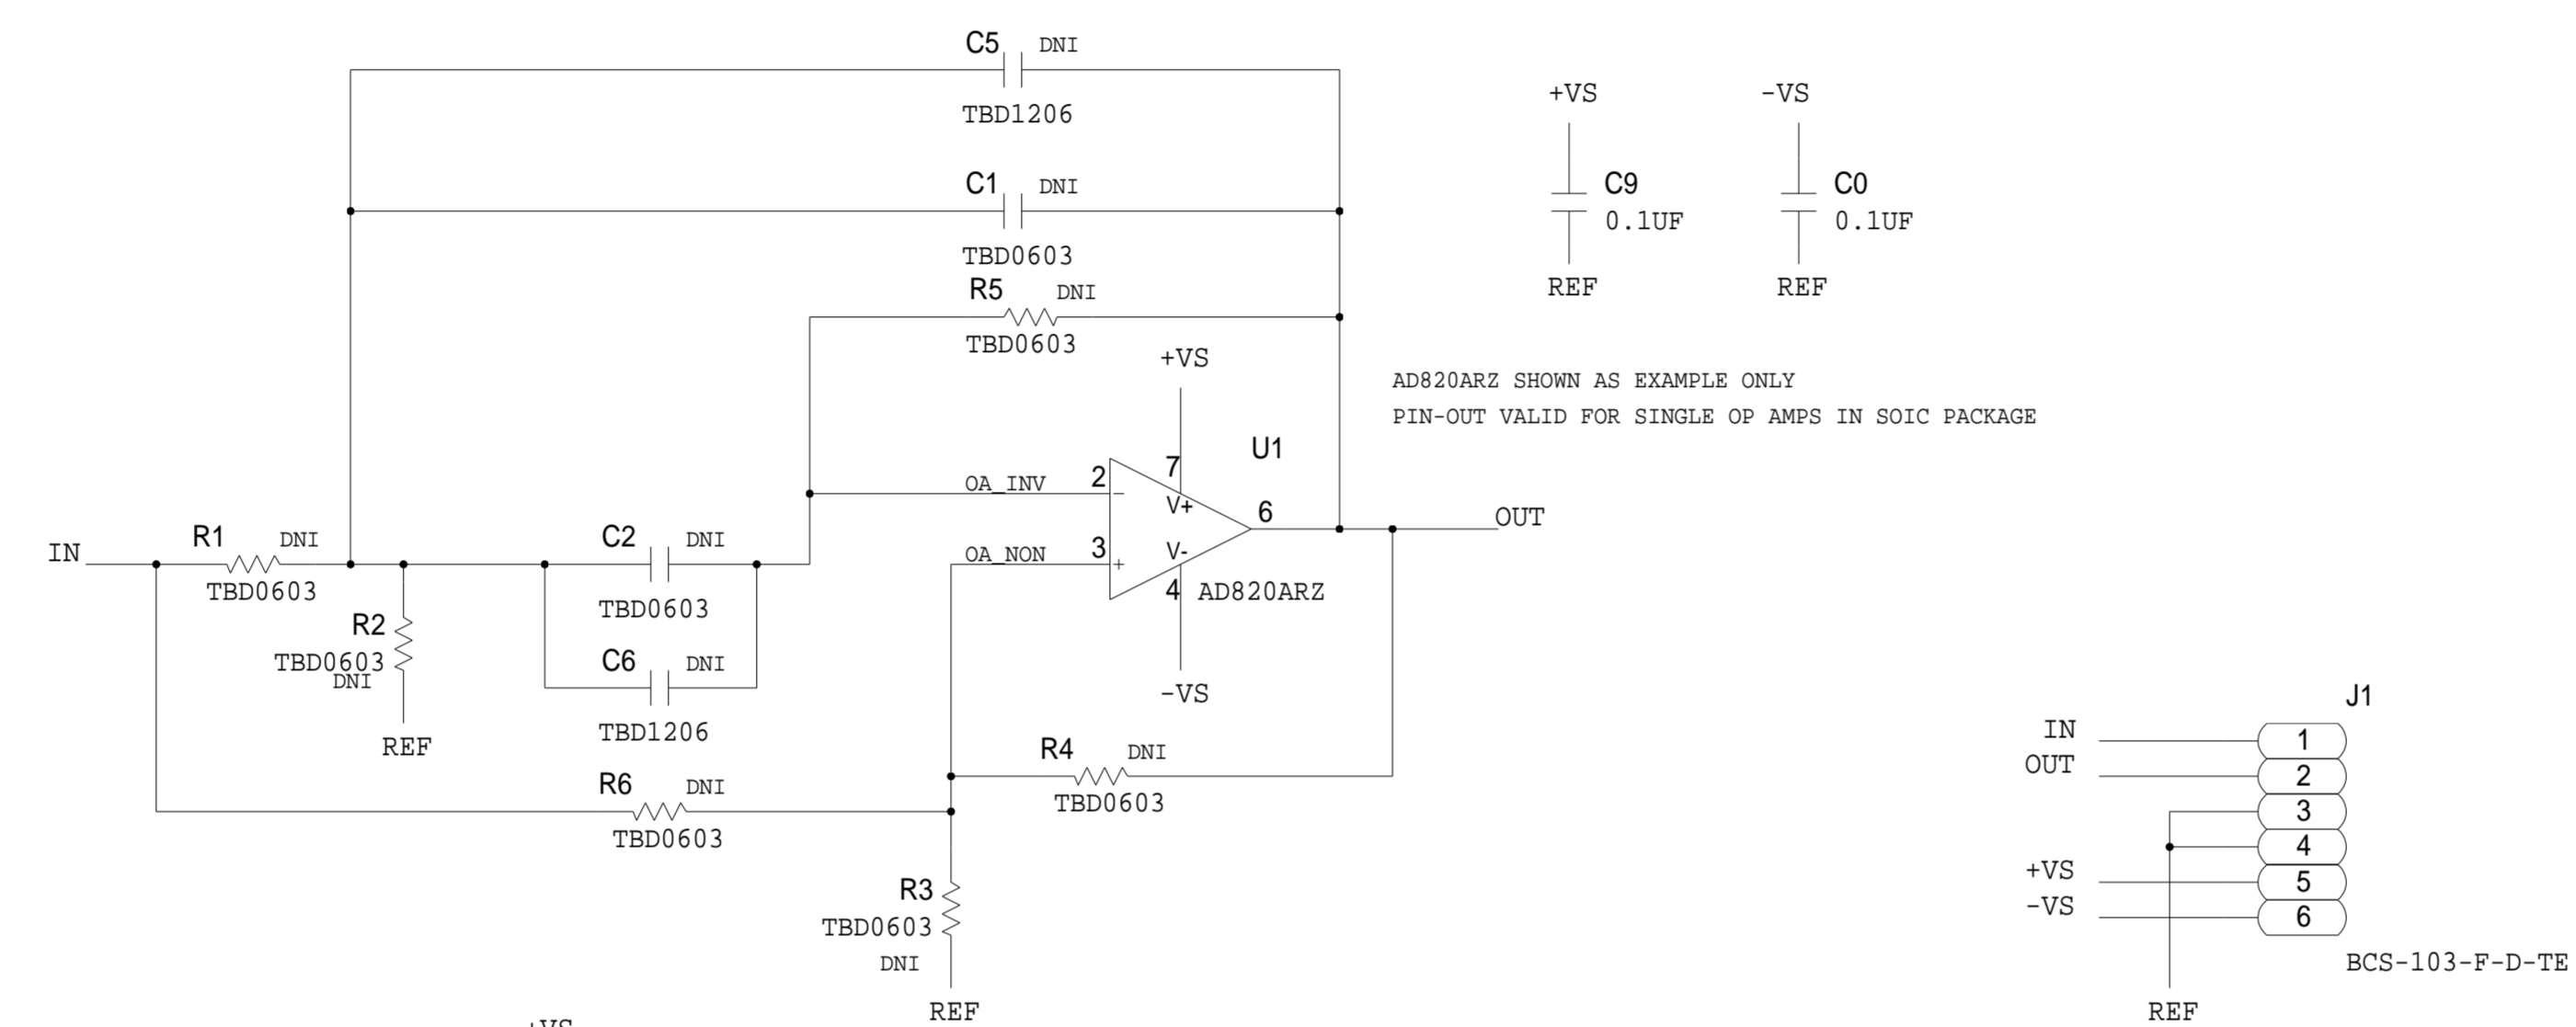 C5 DNI
TBD1206
+VS
-VS
C1 DNI
TBD0603
C9
0.1UF
REF
C0
0.1UF
REF
R5 DNI
TBD0603
+VS
AD820ARZ SHOWN AS EXAMPLE ONLY
PIN-OUT VALID FOR SINGLE OP AMPS IN SOIC PACKAGE
U1
OA_INV 2
7
V+
-
6
OUT
OA_NON 3
+
V-
4
AD820ARZ
-VS
IN
R1 DNI
TBD0603
C2 DNI
TBD0603
R2
TBD0603
DNI
REF
C6 DNI
TBD1206
R4 DNI
TBD0603
R6 DNI
TBD0603
R3
TBD0603
DNI
REF
J1
IN 1
OUT 2
3
4
+VS 5
-VS 6
BCS-103-F-D-TE
REF
+VS